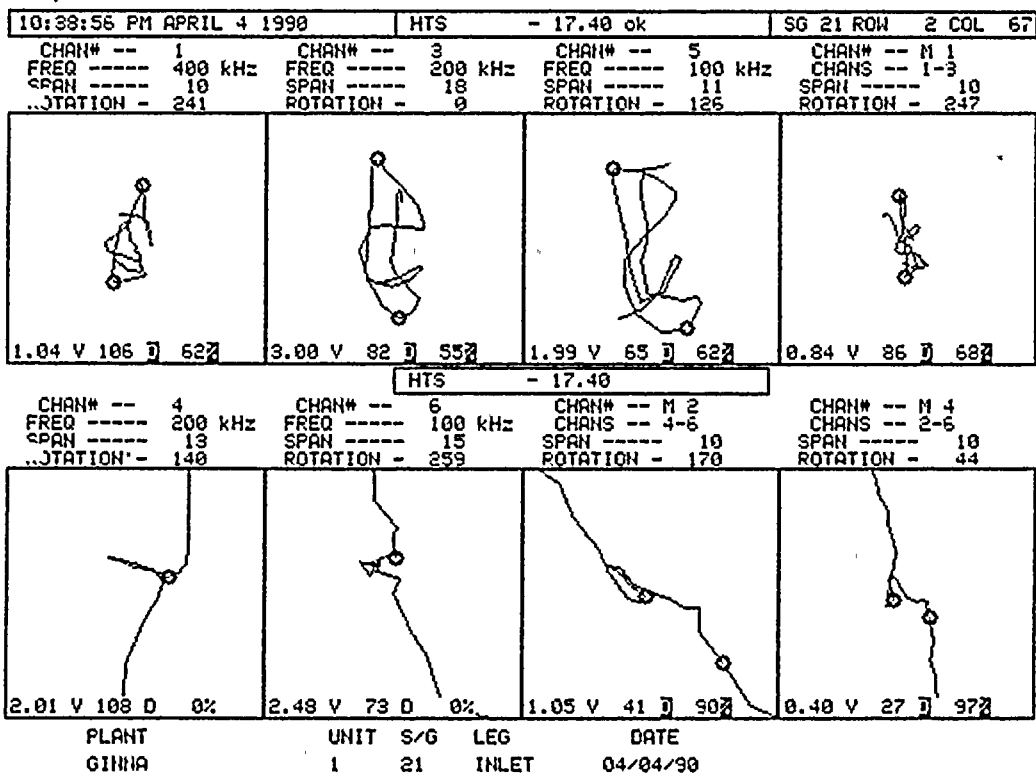 10:38:56 PM APRIL 4 1990 HTS - 17.40 ok SG 21 ROW 2 COL 67
CHAN# -- 1 CHAN# -- 3 CHAN# -- 5 CHAN# -- M 1
FREQ ----- 400 kHz FREQ ----- 200 kHz FREQ ----- 100 kHz CHANS ---- 1-3
SPAN ----- 10 SPAN ----- 18 SPAN ----- 11 SPAN ----- 10
..OTATION - 241 ROTATION - 0 ROTATION - 126 ROTATION - 247
1.04 V 106 D 62% 3.00 V 82 D 55% 1.99 V 65 D 62% 0.84 V 86 D 68%
HTS - 17.40
CHAN# -- 4 CHAN# -- 6 CHAN# -- M 2 CHAN# -- M 4
FREQ ----- 200 kHz FREQ ----- 100 kHz CHANS ---- 4-6 CHANS ---- 2-6
SPAN ----- 13 SPAN ----- 15 SPAN ----- 10 SPAN ----- 10
..OTATION - 140 ROTATION - 259 ROTATION - 170 ROTATION - 44
2.01 V 108 D 0% 2.48 V 73 D 0% 1.05 V 41 D 90% 0.40 V 27 D 97%
PLANT UNIT S/G LEG DATE
GINNA 1 21 INLET 04/04/90